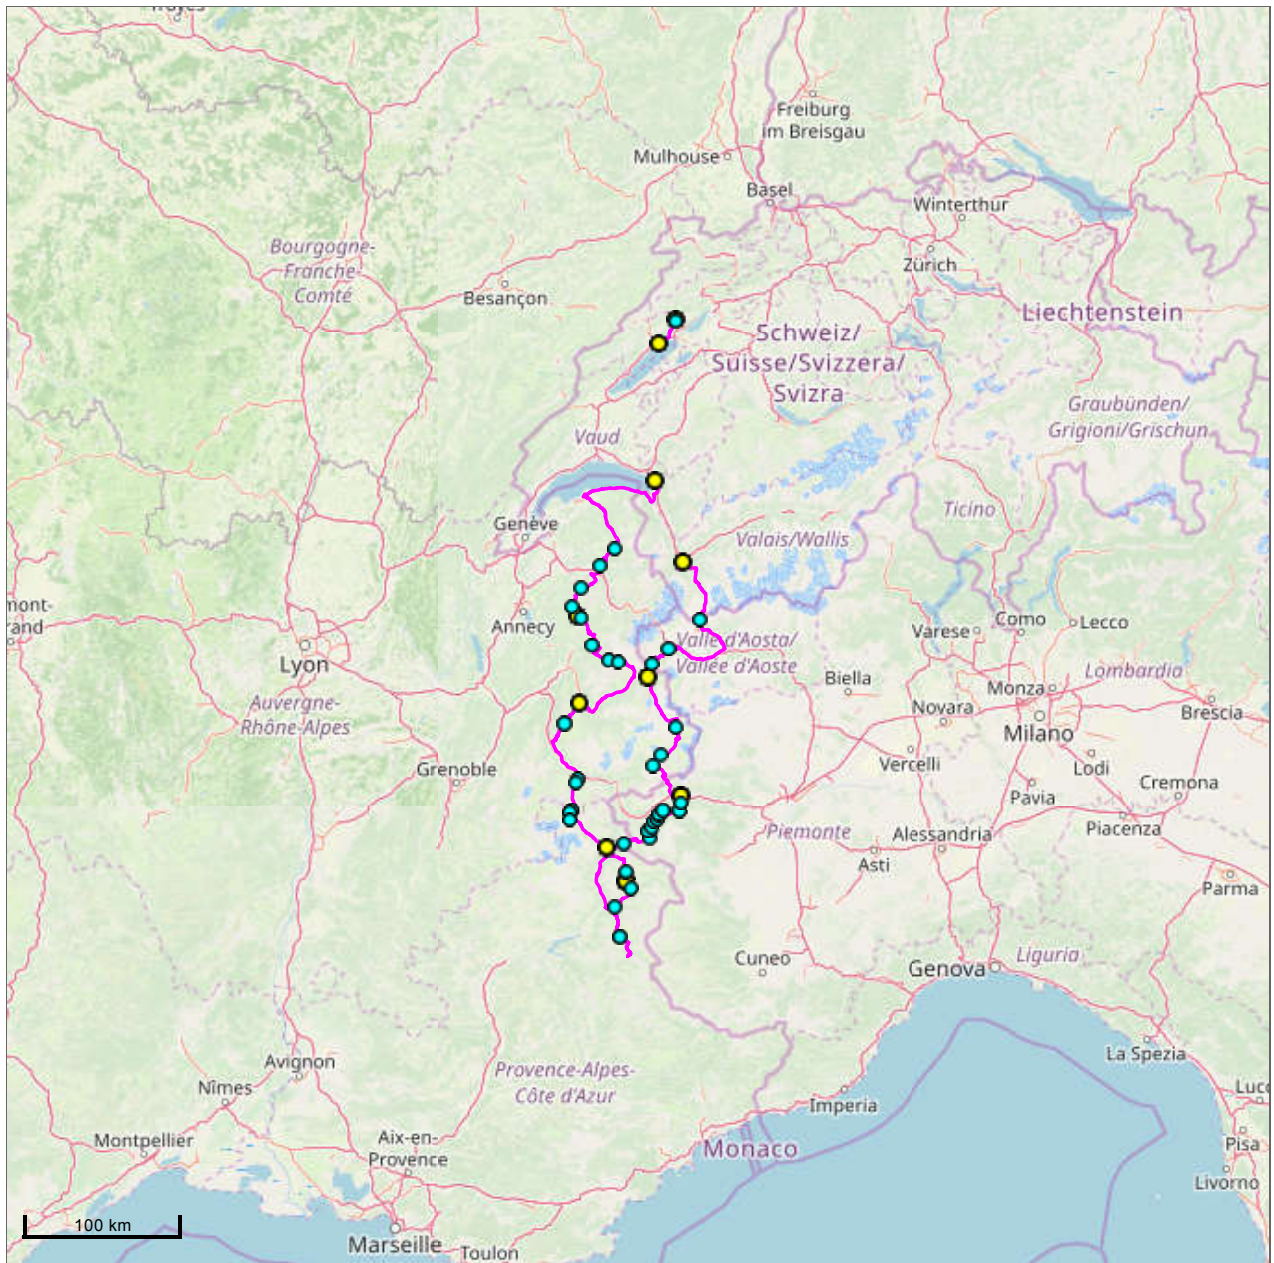 Troyes
Freiburg
im Breisgau
Mulhouse
Basel
Winterthur
Zürich
Bourgogne-
Franche-
Comté
Besançon
Liechtenstein
Schweiz/
Suisse/Svizzera/
Svizra
Graubünden/
Grigioni/Grischun
Vaud
Ticino
Genève
Valais/Wallis
Annecy
Varese
Como
Lecco
Valle d'Aosta/
Vallée d'Aoste
Lyon
Biella
Lombardia
Monza
Novara
Brescia
Auvergne-
Rhône-Alpes
Milano
Grenoble
Vercelli
Lodi
Pavia
Cremona
Piacenza
Piemonte
Alessandria
Asti
Parma
Cuneo
Genova
Liguria
La Spezia
Avignon
Provence-Alpes-
Côte d'Azur
Nîmes
Imperia
Montpellier
Aix-en-
Provence
Monaco
Pisa
Livorno
100 km
Marseille
Toulon